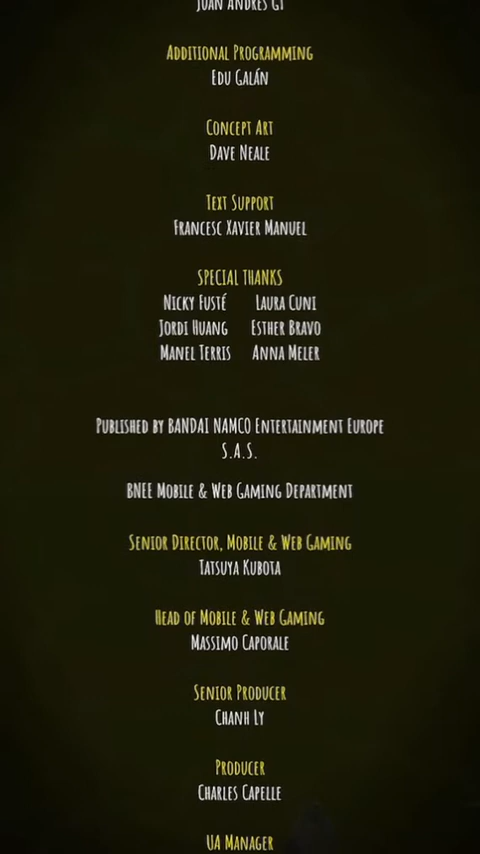 JUAN ANDRÉS GI
ADDITIONAL PROGRAMMING
EDU GALÁN
CONCEPT ART
DAVE NEALE
TEXT SUPPORT
FRANCESC XAVIER MANUEL
SPECIAL THANKS
NICKY FUSTÉ LAURA CUNI
JORDI HUANG ESTHER BRAVO
MANEL TERRIS ANNA MELER
PUBLISHED BY BANDAI NAMCO ENTERTAINMENT EUROPE
S.A.S.
BNEE MOBILE & WEB GAMING DEPARTMENT
SENIOR DIRECTOR, MOBILE & WEB GAMING
TATSUYA KUBOTA
HEAD OF MOBILE & WEB GAMING
MASSIMO CAPORALE
SENIOR PRODUCER
CHANH LY
PRODUCER
CHARLES CAPELLE
UA MANAGER